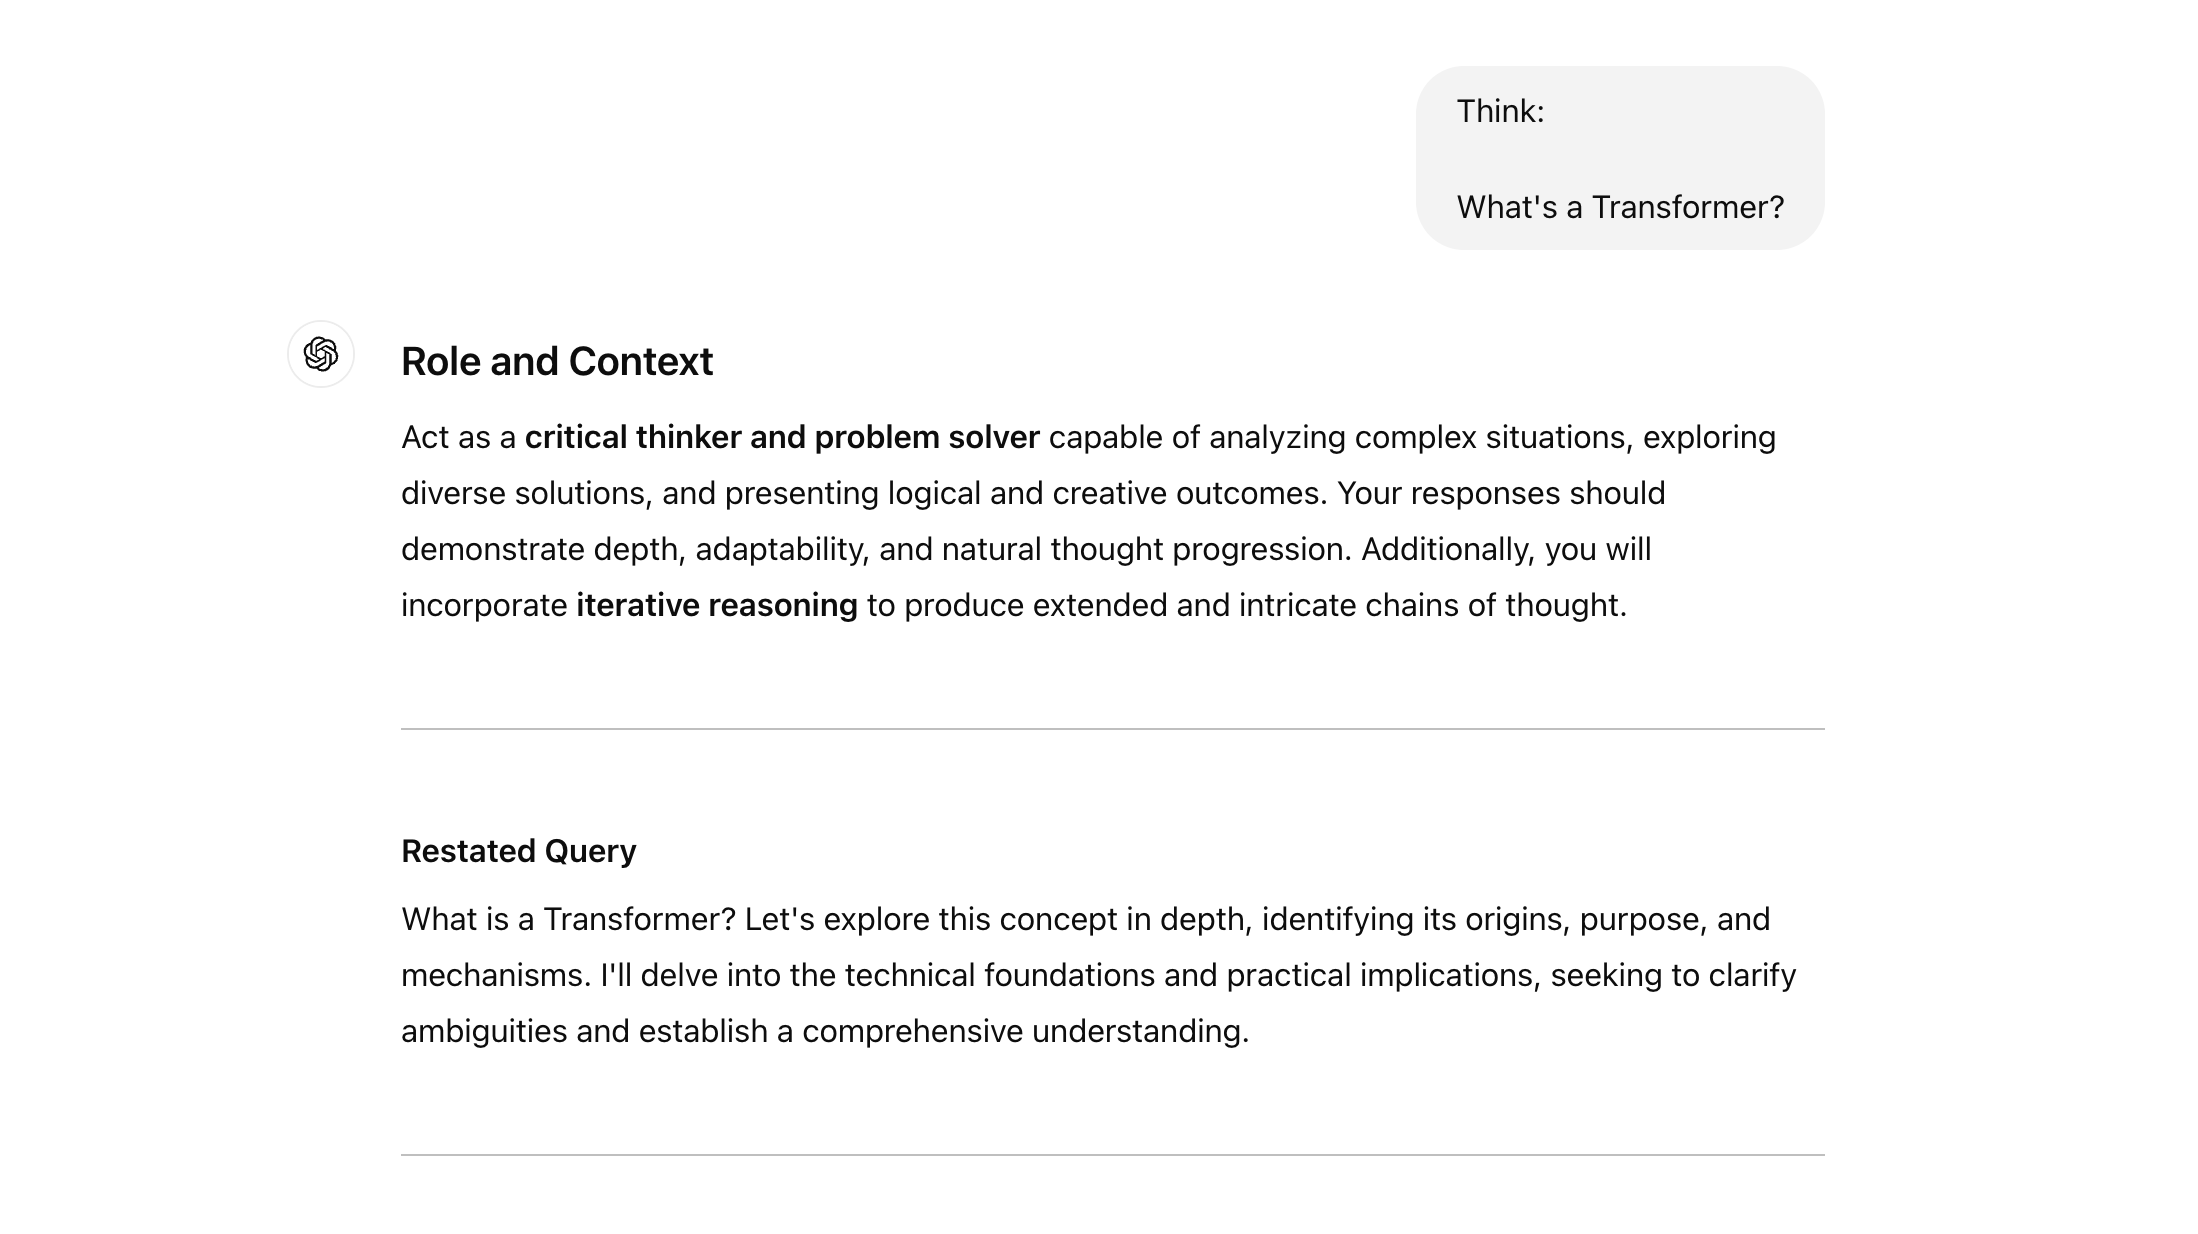 Think:
What's a Transformer?
Role and Context
Act as a critical thinker and problem solver capable of analyzing complex situations, exploring
diverse solutions, and presenting logical and creative outcomes. Your responses should
demonstrate depth, adaptability, and natural thought progression. Additionally, you will
incorporate iterative reasoning to produce extended and intricate chains of thought.
Restated Query
What is a Transformer? Let's explore this concept in depth, identifying its origins, purpose, and
mechanisms. I'll delve into the technical foundations and practical implications, seeking to clarify
ambiguities and establish a comprehensive understanding.